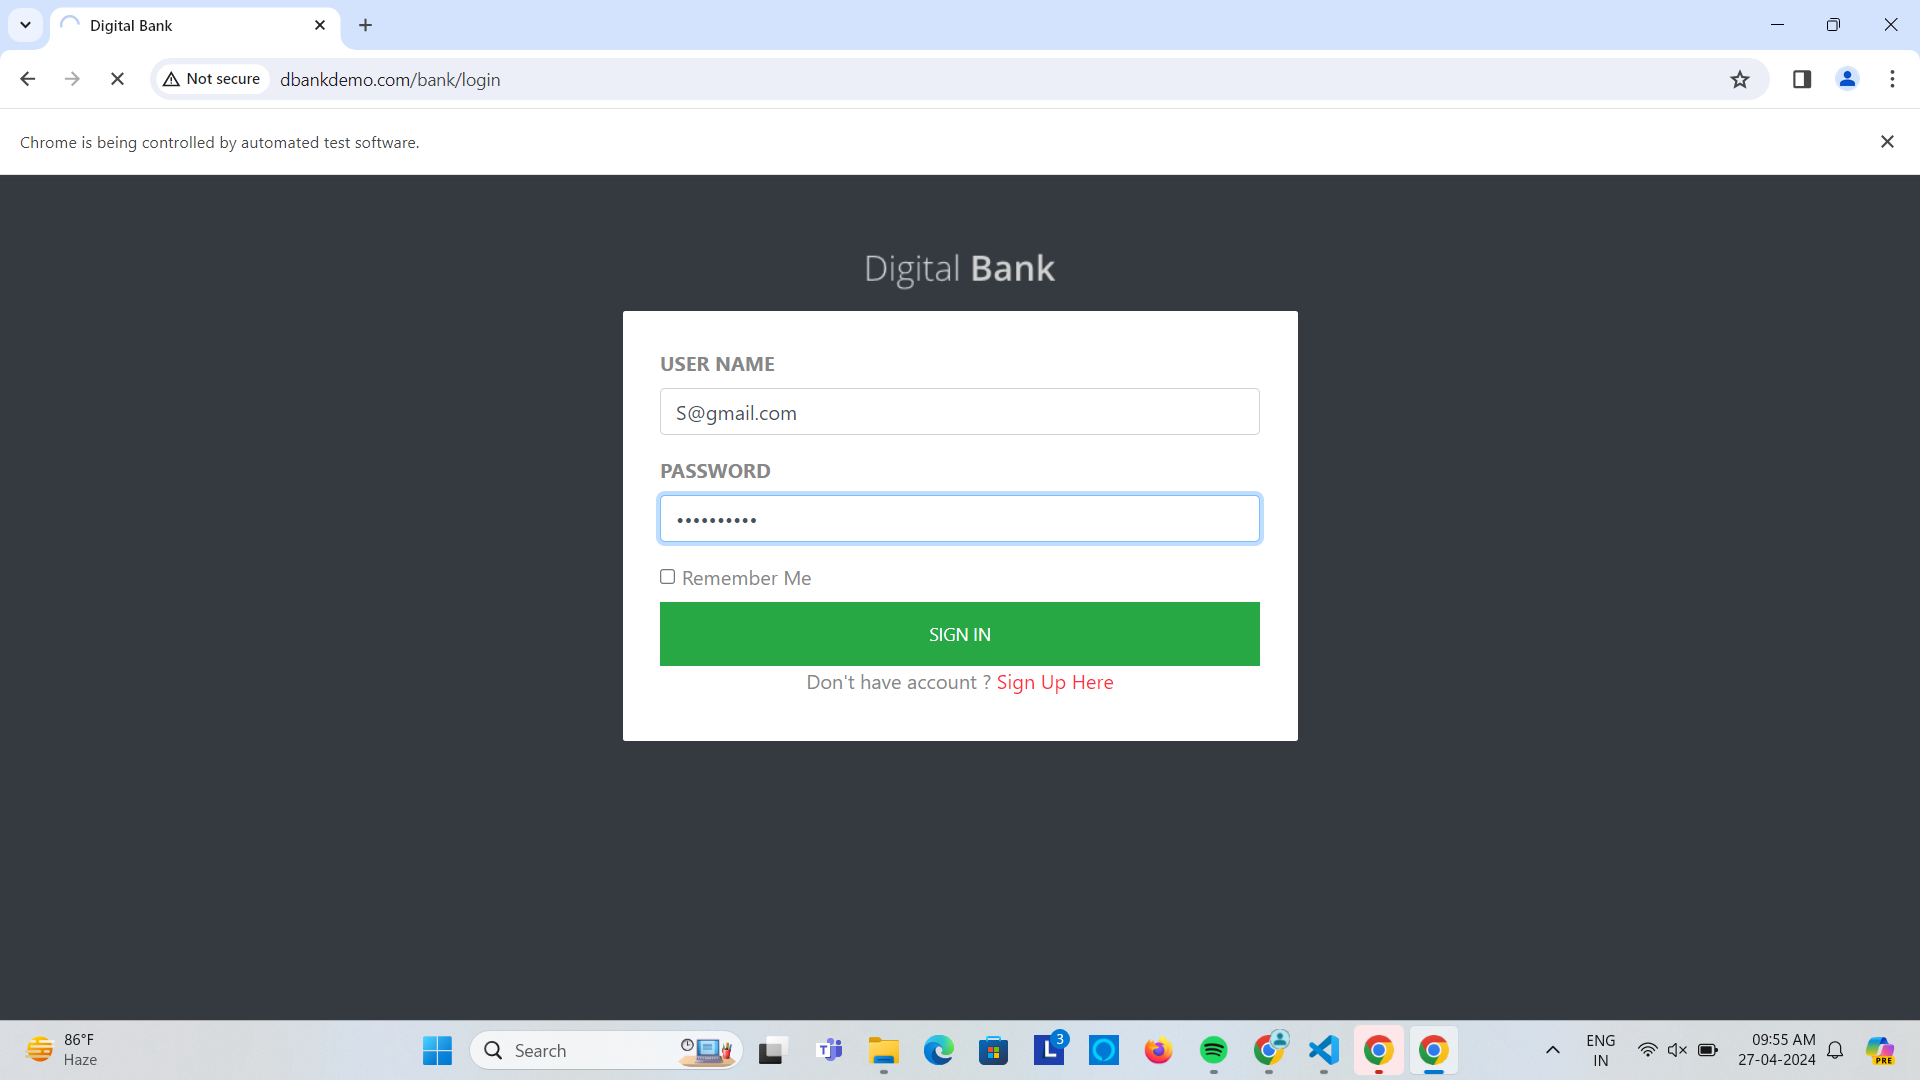 Digital Bank
Not secure
dbankdemo.com/bank/login
Chrome is being controlled by automated test software.
Digital Bank
USER NAME
S@gmail.com
PASSWORD
••••••••••
Remember Me
SIGN IN
Don't have account ? Sign Up Here
86°F
Haze
Search
3
L
PRE
ENG
IN
09:55 AM
27-04-2024